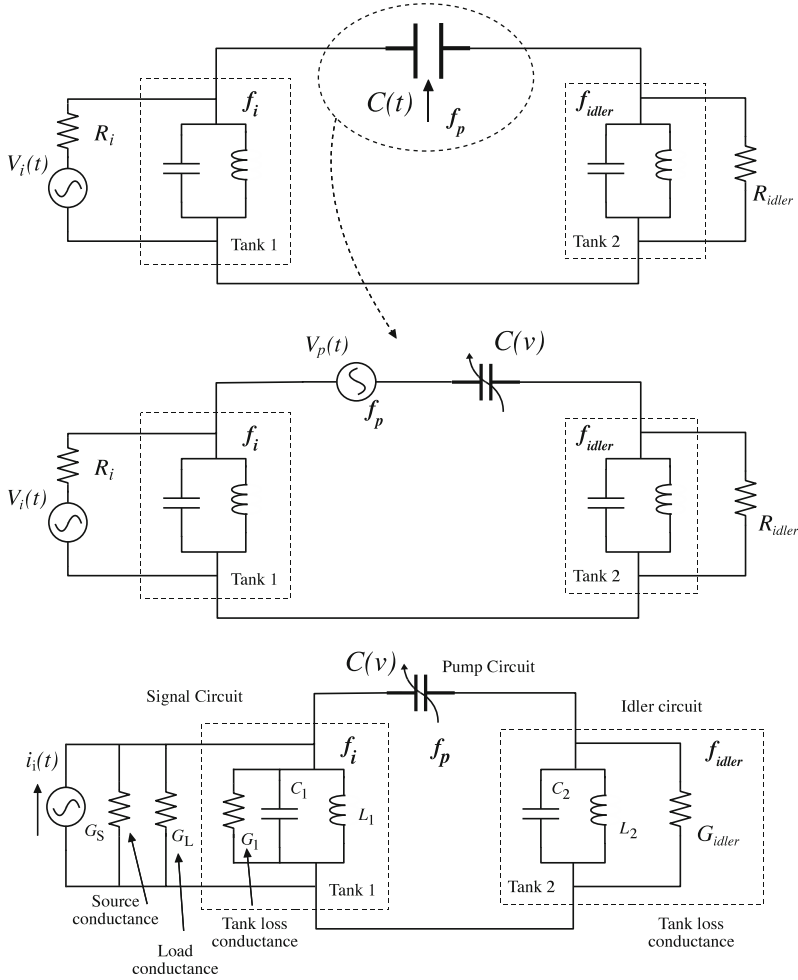 C(t)
f_p
f_i
f_idler
R_i
V_i(t)
R_idler
Tank 1
Tank 2
V_p(t)
C(v)
f_p
f_i
f_idler
R_i
V_i(t)
R_idler
Tank 1
Tank 2
C(v)
Pump Circuit
Signal Circuit
Idler circuit
f_i
f_p
f_idler
i_i(t)
C_1
C_2
G_S
G_L
G_1
L_1
L_2
G_idler
Tank 1
Tank 2
Source
conductance
Tank loss
conductance
Tank loss
conductance
Load
conductance